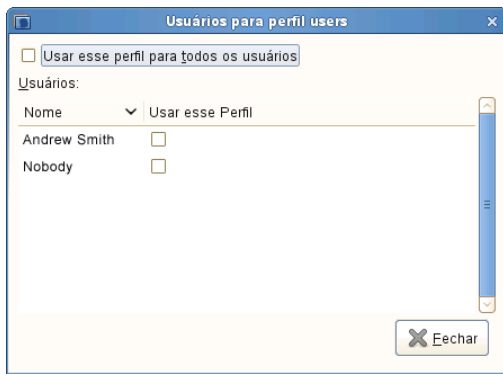 Usuários para perfil users
Usar esse perfil para todos os usuários
Usuários:
Nome Usar esse Perfil
Andrew Smith
Nobody
Fechar